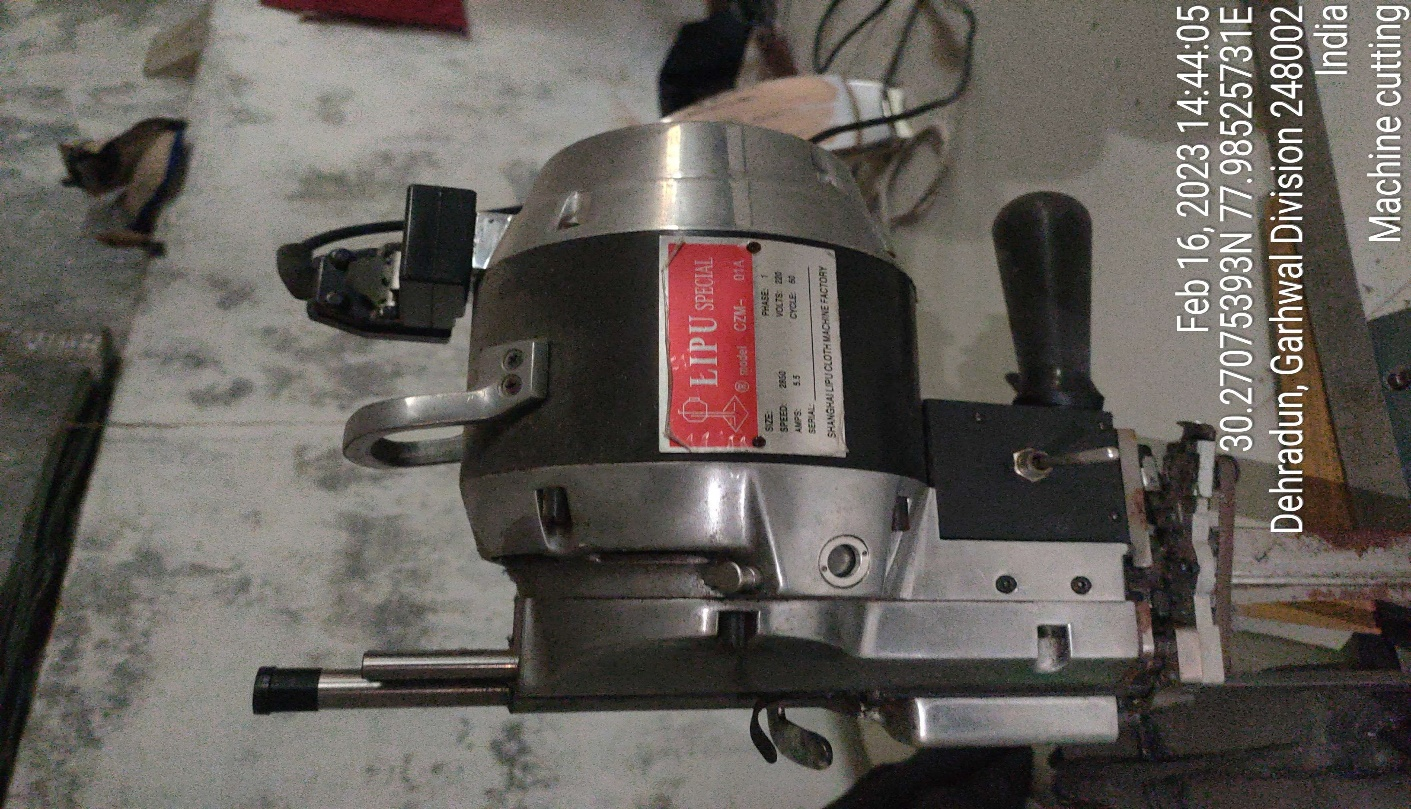 LIPU SPECIAL
® model CZM- 01A
SIZE: PHASE: 1
SPEED: 2850 VOLTS: 220
AMPS: 5.5 CYCLE: 50
SERIAL:
SHANGHAI LIPU CLOTH MACHINE FACTORY
Feb 16, 2023 14:44:05
30.27075393N 77.98525731E
Dehradun, Garhwal Division 248002
India
Machine cutting